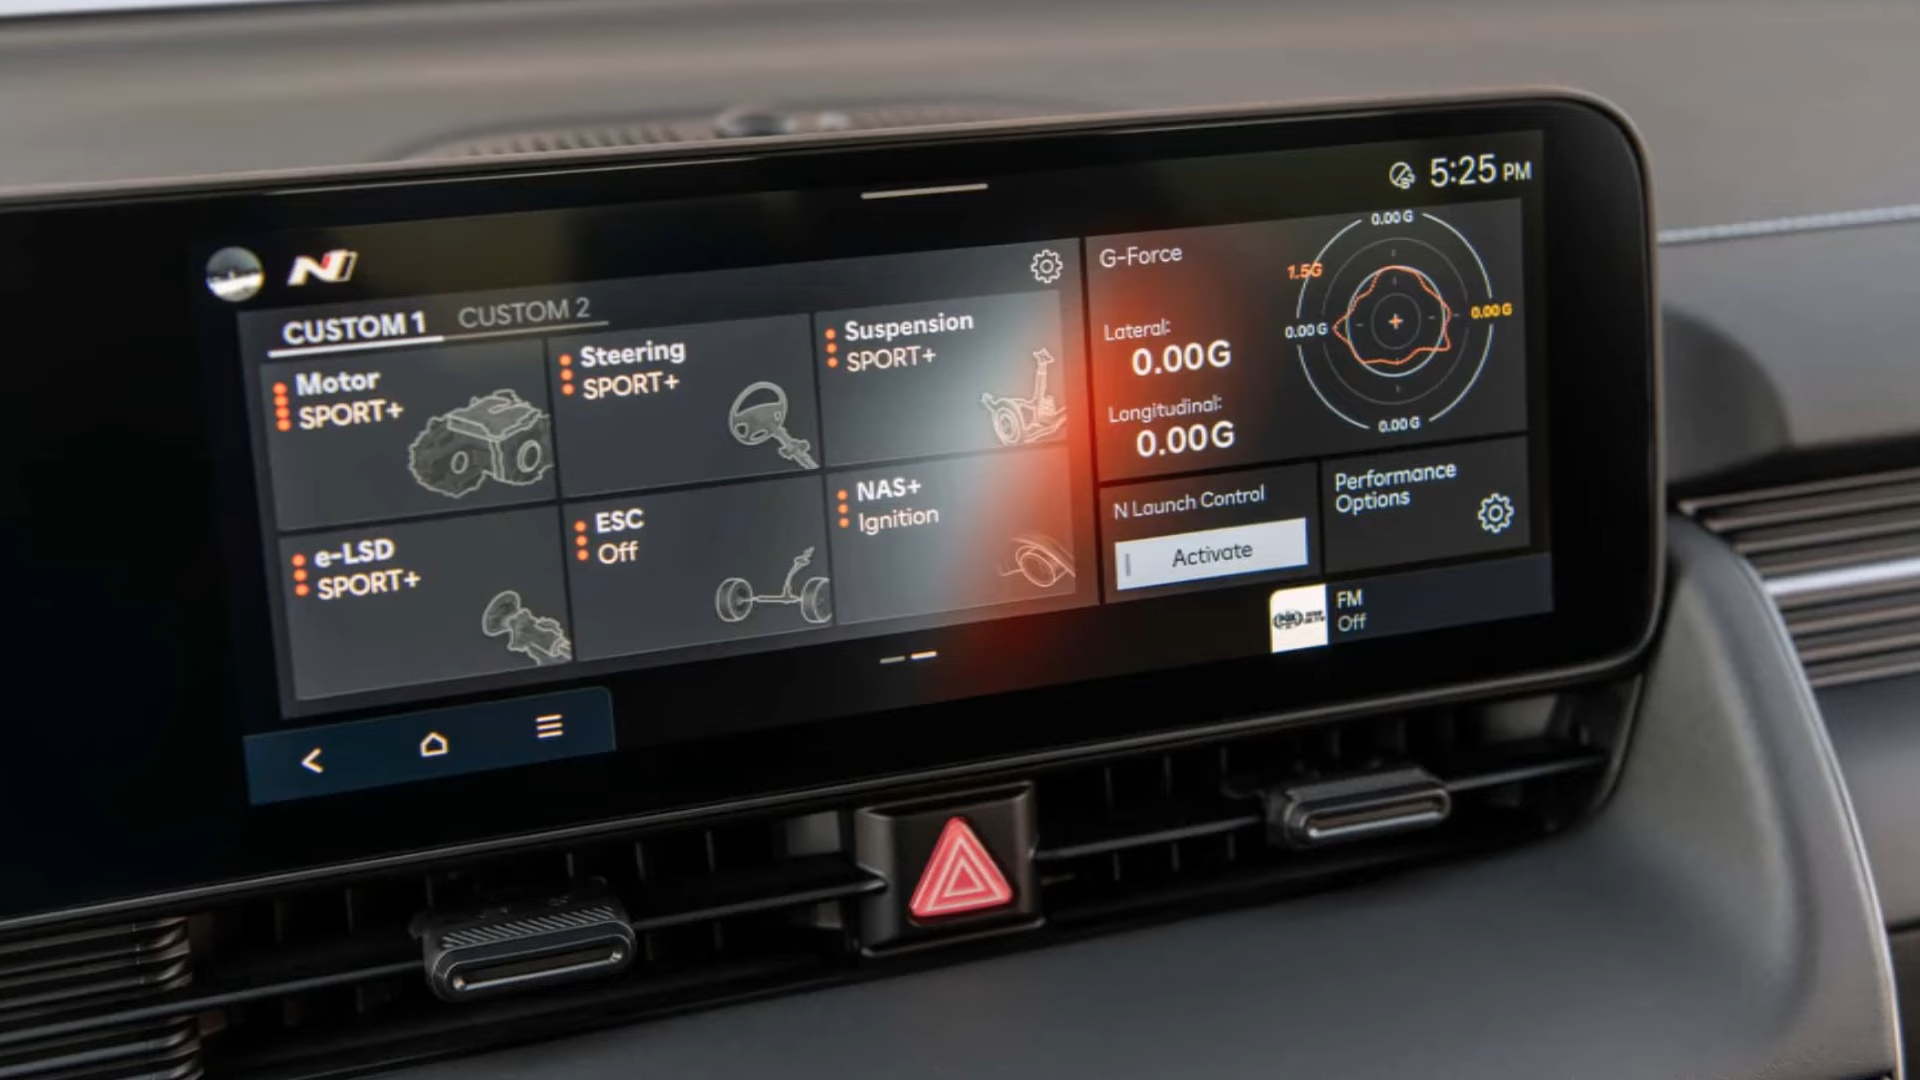 5:25 PM
N
CUSTOM 1
CUSTOM 2
Motor
SPORT+
Steering
SPORT+
Suspension
SPORT+
e-LSD
SPORT+
ESC
Off
NAS+
Ignition
G-Force
Lateral:
0.00G
Longitudinal:
0.00G
0.00 G
1.5G
0.00 G
0.00 G
0.00 G
N Launch Control
Activate
Performance
Options
FM
Off